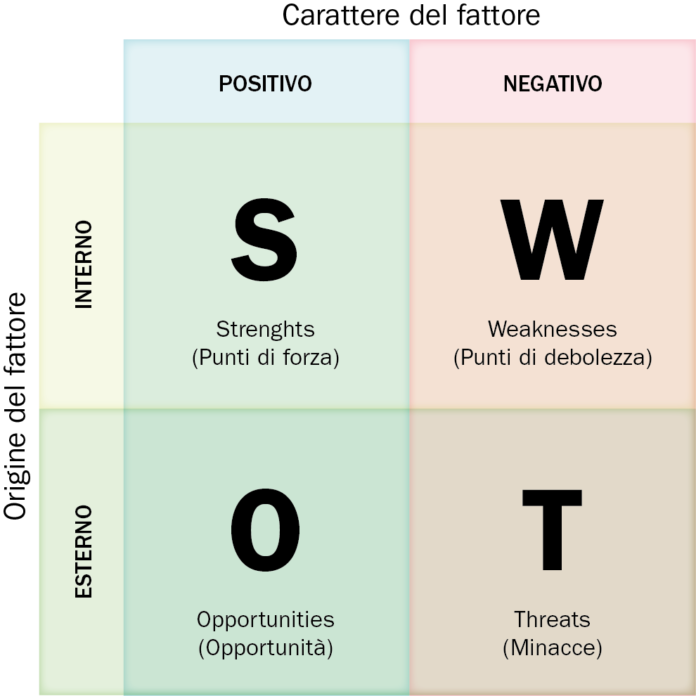 Carattere del fattore
POSITIVO
NEGATIVO
Origine del fattore
INTERNO
S
Strenghts
(Punti di forza)
W
Weaknesses
(Punti di debolezza)
ESTERNO
O
Opportunities
(Opportunità)
T
Threats
(Minacce)